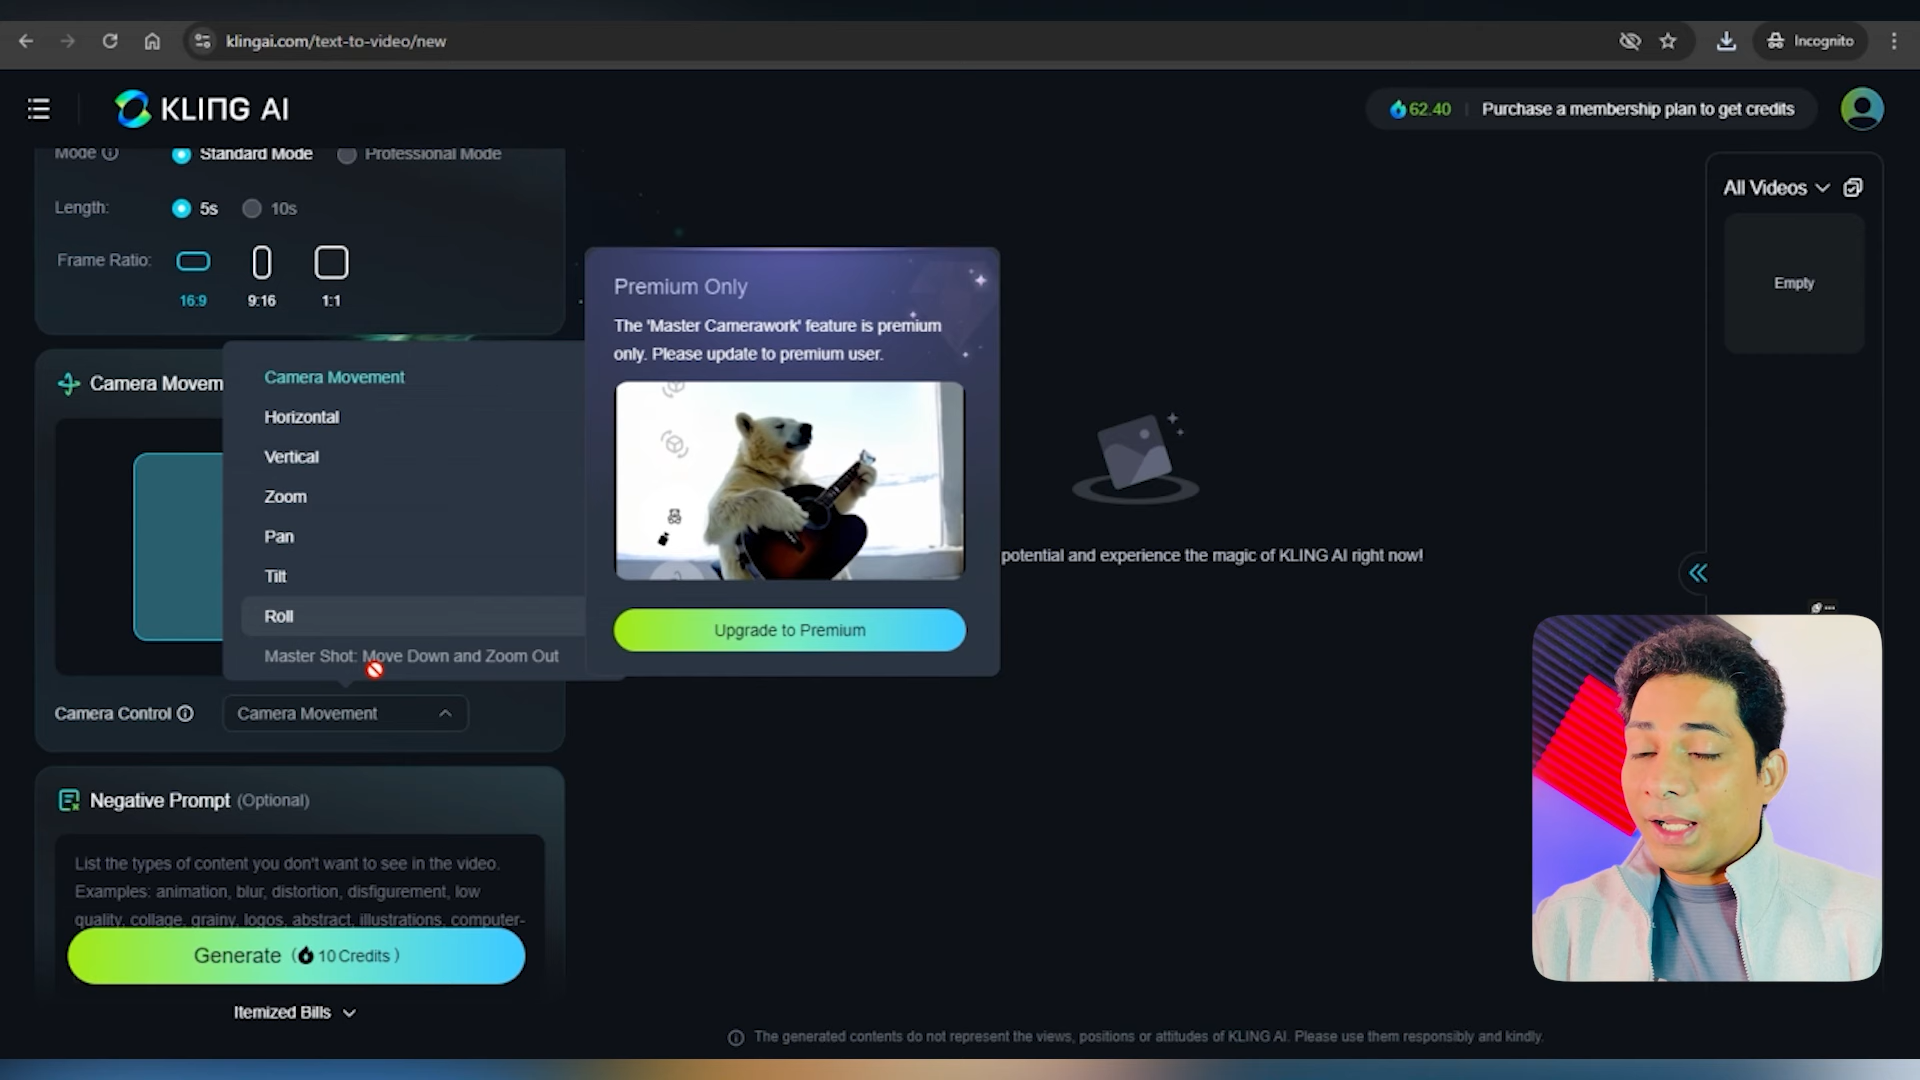 klingai.com/text-to-video/new
Incognito
KLING AI
62.40
Purchase a membership plan to get credits
Mode
Standard Mode
Professional Mode
Length:
5s
10s
Frame Ratio:
16:9
9:16
1:1
All Videos
Empty
Camera Movem
Camera Movement
Horizontal
Vertical
Zoom
Pan
Tilt
Roll
Master Shot: Move Down and Zoom Out
Premium Only
The 'Master Camerawork' feature is premium
only. Please update to premium user.
Upgrade to Premium
potential and experience the magic of KLING AI right now!
Camera Control
Camera Movement
Negative Prompt (Optional)
List the types of content you don't want to see in the video.
Examples: animation, blur, distortion, disfigurement, low
quality, collage, grainy, logos, abstract, illustrations, computer-
Generate ( 10 Credits )
Itemized Bills
The generated contents do not represent the views, positions or attitudes of KLING AI. Please use them responsibly and kindly.